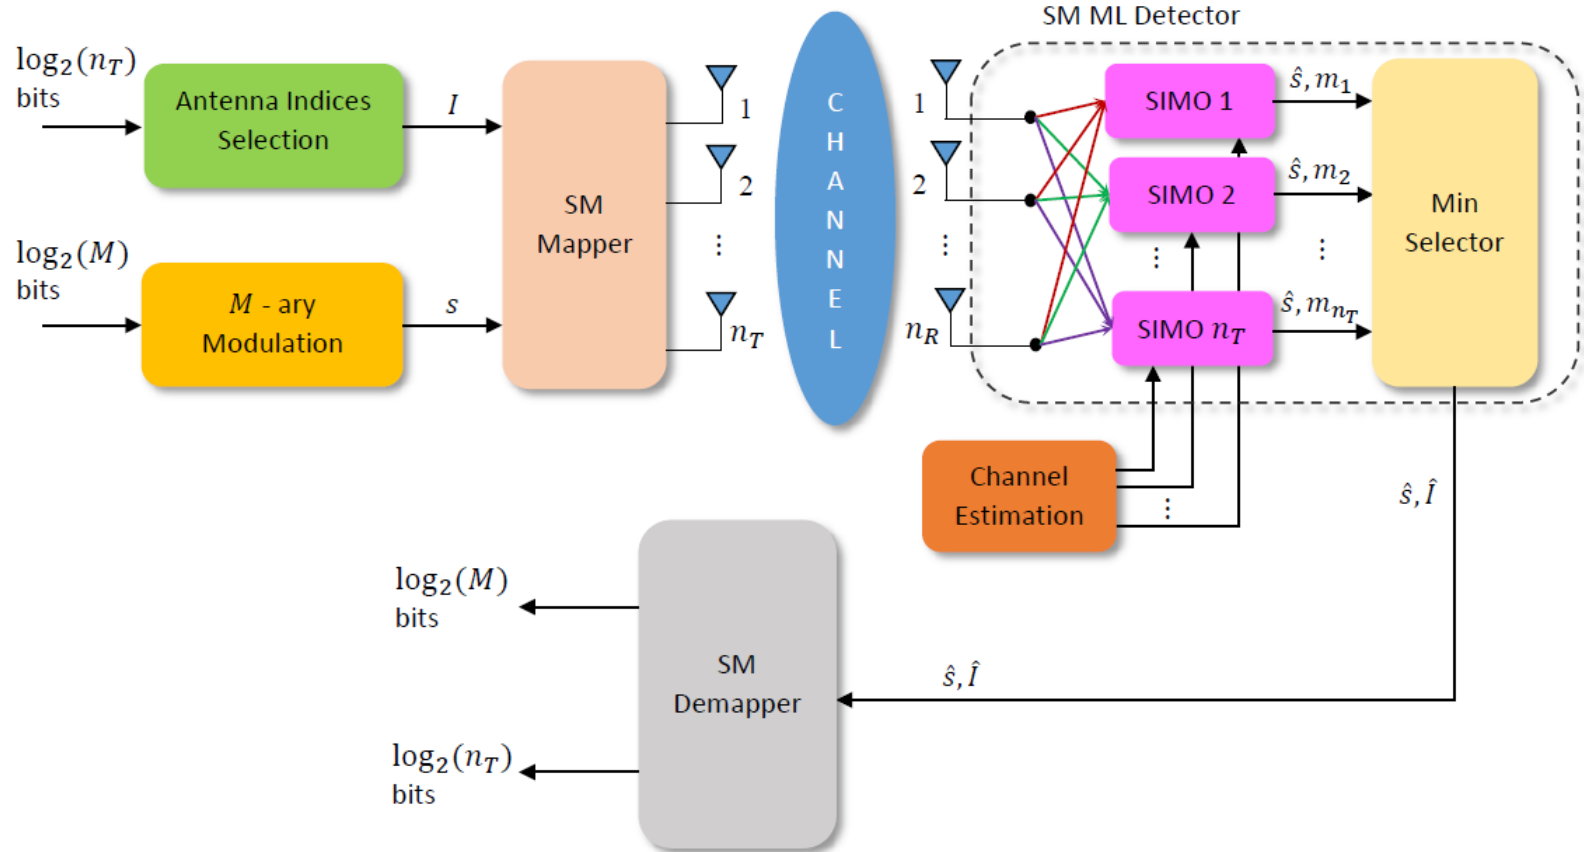 SM ML Detector
log₂(n_T)
bits
Antenna Indices
Selection
I
log₂(M)
bits
M - ary
Modulation
s
SM
Mapper
1
2
⋮
n_T
CHANNEL
1
2
⋮
n_R
SIMO 1
SIMO 2
⋮
SIMO n_T
ŝ, m₁
ŝ, m₂
⋮
ŝ, m_{n_T}
Min
Selector
Channel
Estimation
⋮
ŝ, Î
ŝ, Î
SM
Demapper
log₂(M)
bits
log₂(n_T)
bits